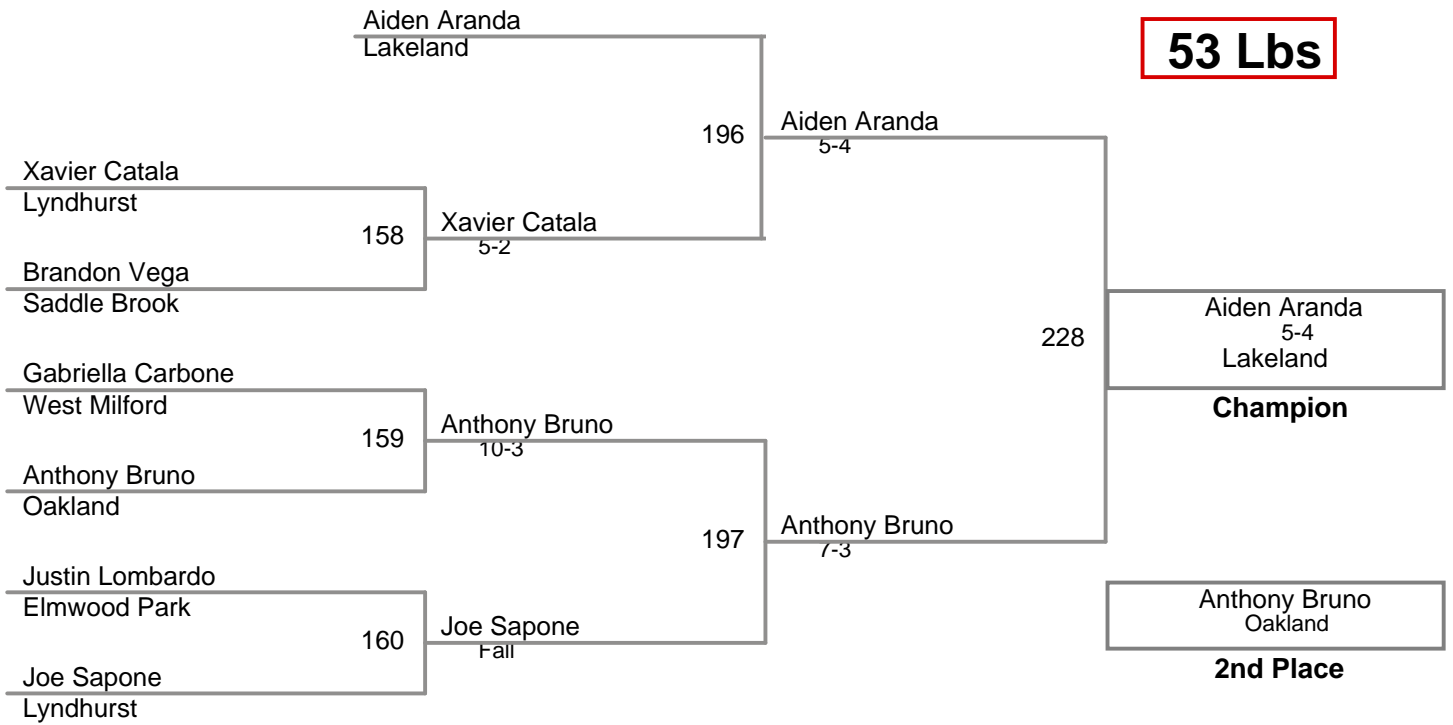 Aiden Aranda
Lakeland
53 Lbs
196
Aiden Aranda
5-4
Xavier Catala
Lyndhurst
158
Xavier Catala
5-2
Brandon Vega
Saddle Brook
228
Aiden Aranda
5-4
Lakeland
Champion
Gabriella Carbone
West Milford
159
Anthony Bruno
10-3
Anthony Bruno
Oakland
197
Anthony Bruno
7-3
Justin Lombardo
Elmwood Park
160
Joe Sapone
Fall
Joe Sapone
Lyndhurst
Anthony Bruno
Oakland
2nd Place